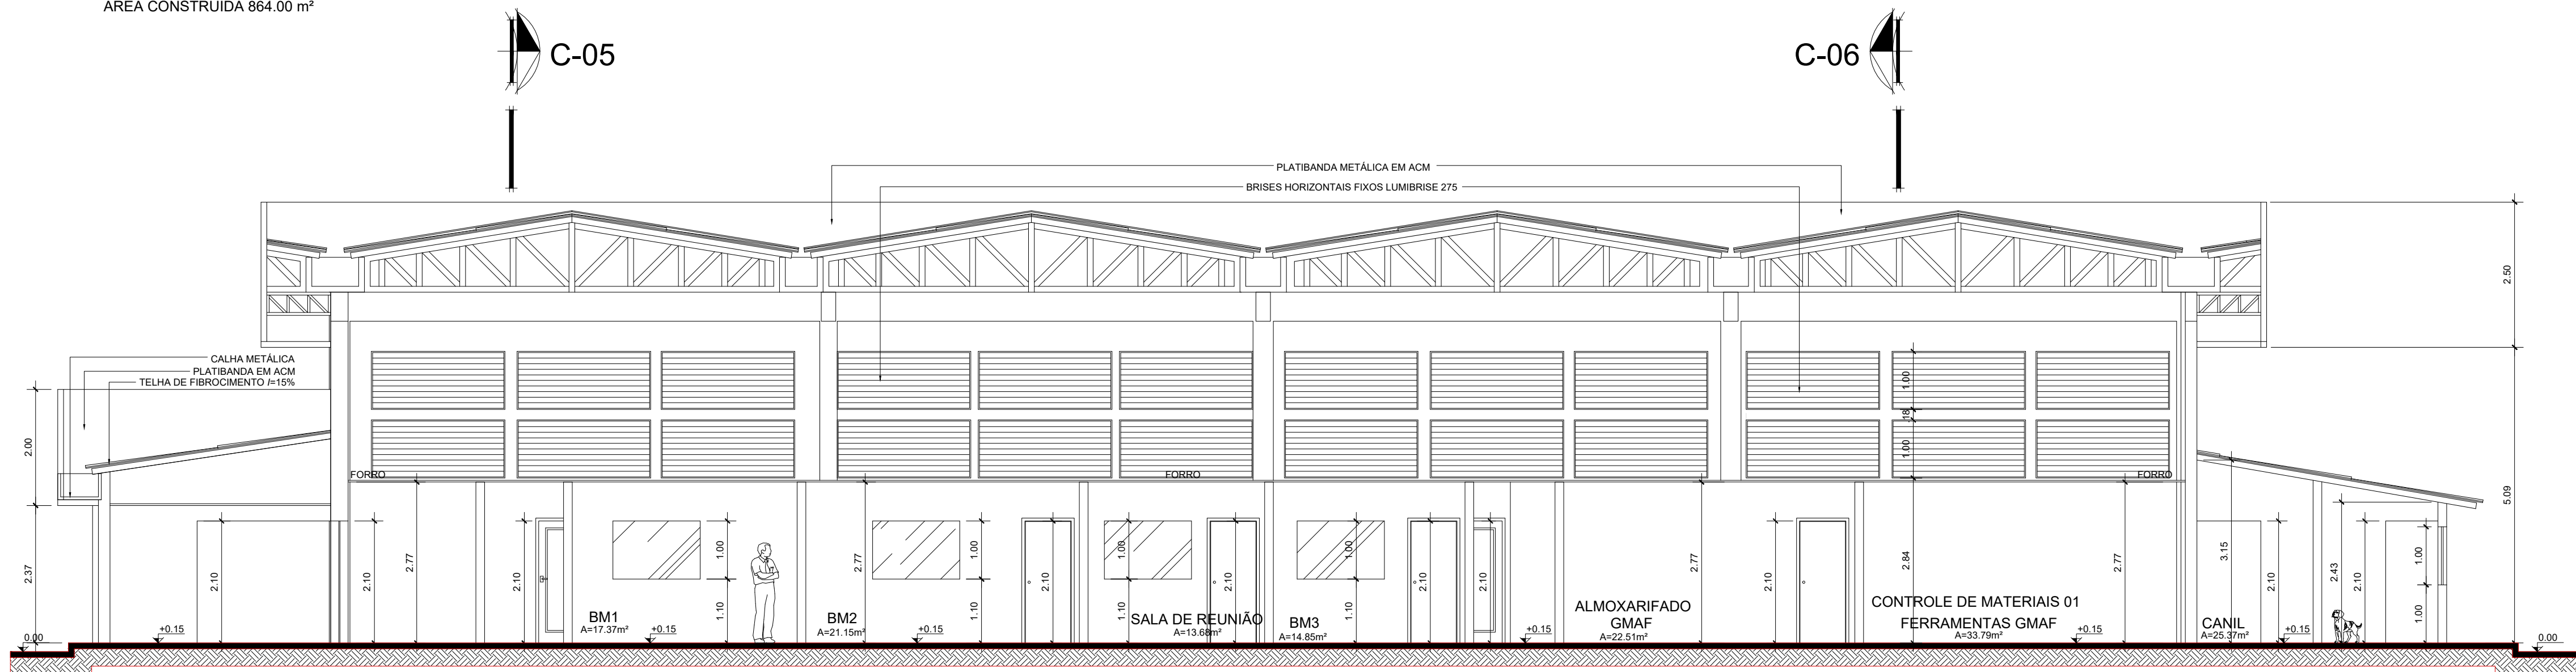 ÁREA CONSTRUÍDA 864.00 m²
C-05
C-06
PLATIBANDA METÁLICA EM ACM
BRISES HORIZONTAIS FIXOS LUMIBRISE 275
CALHA METÁLICA
PLATIBANDA EM ACM
TELHA DE FIBROCIMENTO i=15%
2.50
5.09
2.00
2.37
1.00
.18
1.00
FORRO
FORRO
FORRO
2.10
2.10
2.77
2.10
1.00
1.10
2.77
1.00
1.10
2.10
1.00
1.10
2.10
1.00
1.10
2.10
2.10
2.77
2.10
2.84
2.77
3.15
2.10
2.43
2.10
1.00
1.00
BM1
A=17.37m²
BM2
A=21.15m²
SALA DE REUNIÃO
A=13.68m²
BM3
A=14.85m²
ALMOXARIFADO
GMAF
A=22.51m²
CONTROLE DE MATERIAIS 01
FERRAMENTAS GMAF
A=33.79m²
CANIL
A=25.37m²
0.00
+0.15
+0.15
+0.15
+0.15
+0.15
+0.15
0.00